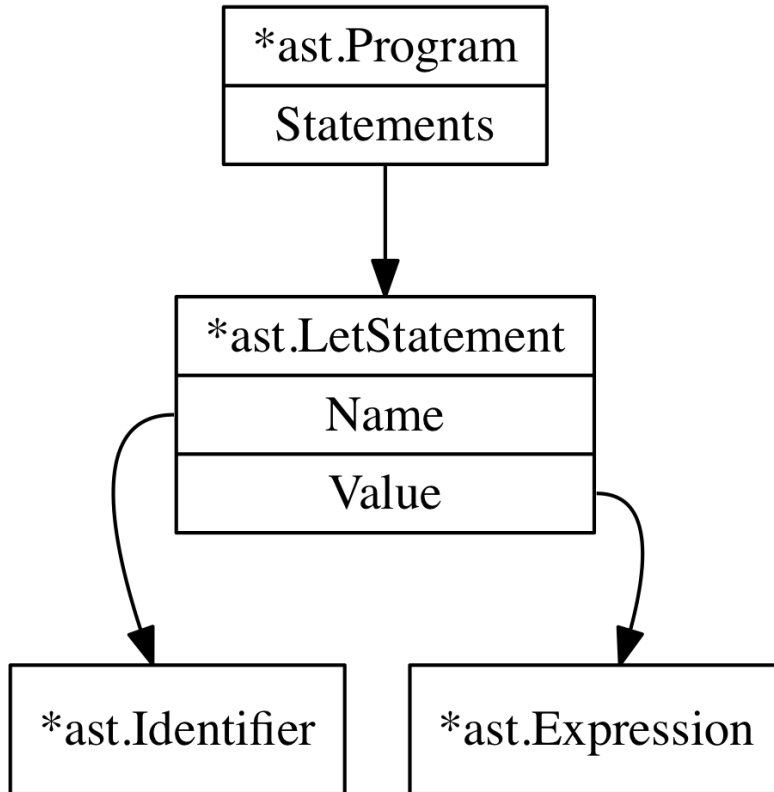 *ast.Program
Statements
*ast.LetStatement
Name
Value
*ast.Identifier
*ast.Expression